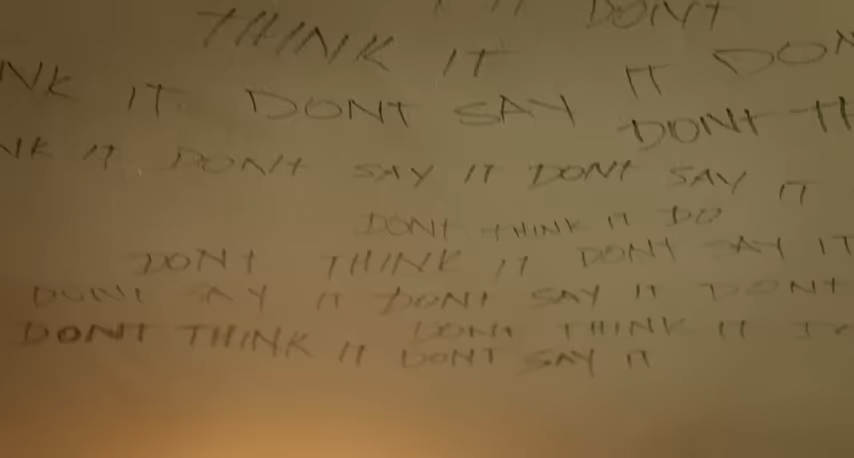 DONT
THINK IT IT DON
NK IT DONT SAY DONT TH
NK IT DONT SAY IT DONT SAY IT
DONT THINK IT DO
DONT THINK IT DONT SAY IT
DONT SAY IT DONT SAY IT DONT
DONT THINK IT DONT THINK IT
DONT SAY IT